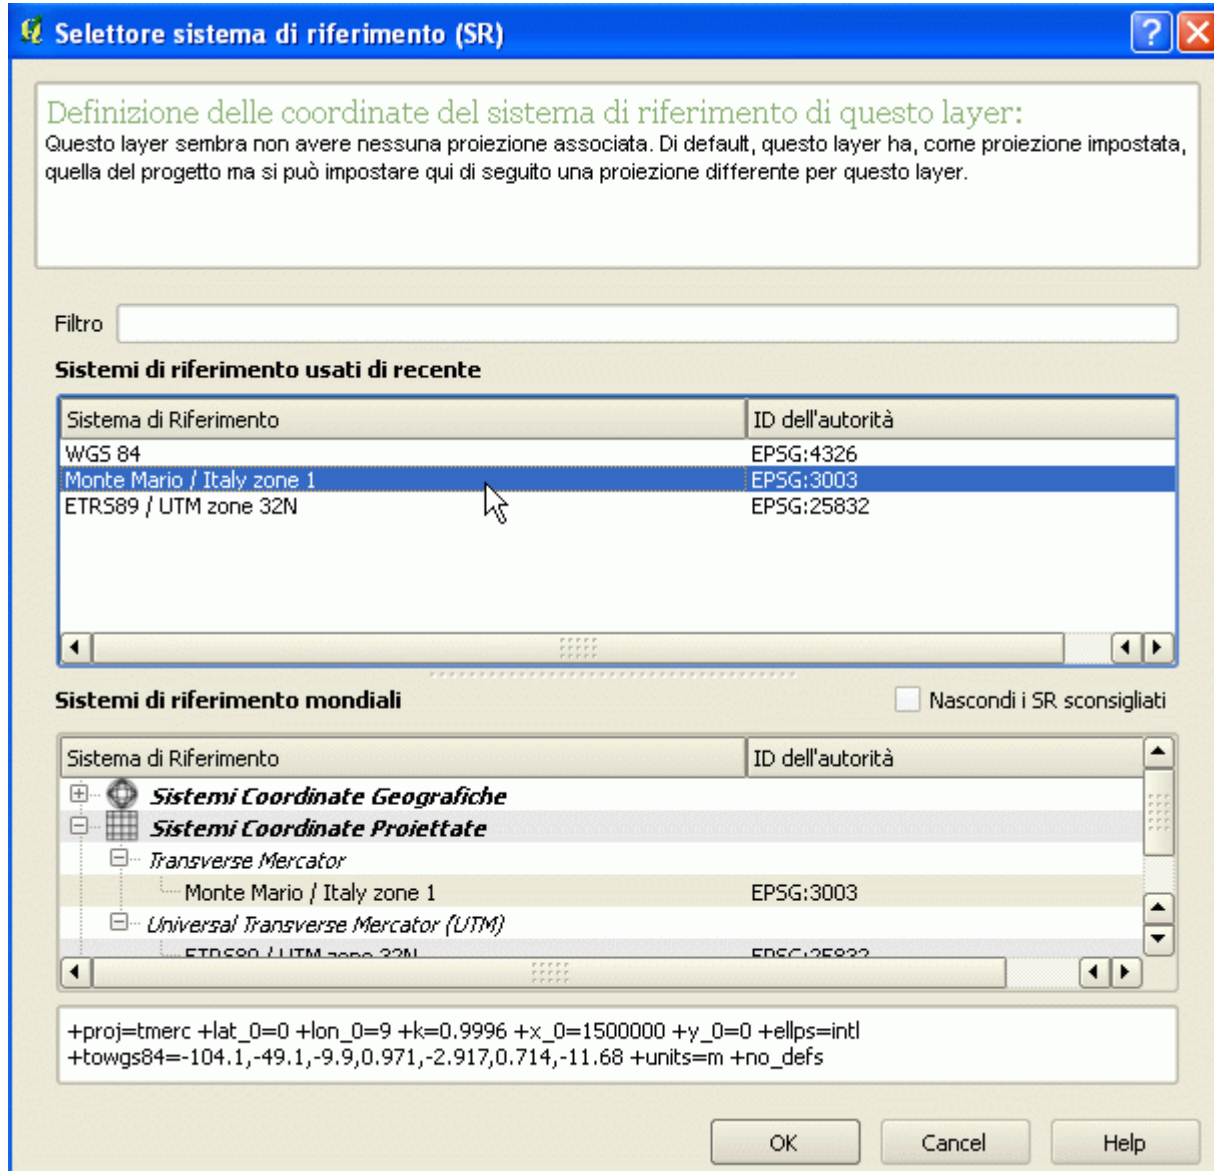 Selettore sistema di riferimento (SR)
Definizione delle coordinate del sistema di riferimento di questo layer:
Questo layer sembra non avere nessuna proiezione associata. Di default, questo layer ha, come proiezione impostata,
quella del progetto ma si può impostare qui di seguito una proiezione differente per questo layer.
Filtro
Sistemi di riferimento usati di recente
Sistema di Riferimento ID dell'autorità
WGS 84 EPSG:4326
Monte Mario / Italy zone 1 EPSG:3003
ETRS89 / UTM zone 32N EPSG:25832
Sistemi di riferimento mondiali Nascondi i SR sconsigliati
Sistema di Riferimento ID dell'autorità
Sistemi Coordinate Geografiche
Sistemi Coordinate Proiettate
Transverse Mercator
Monte Mario / Italy zone 1 EPSG:3003
Universal Transverse Mercator (UTM)
ETRS89 / UTM zone 32N EPSG:25832
+proj=tmerc +lat_0=0 +lon_0=9 +k=0.9996 +x_0=1500000 +y_0=0 +ellps=intl
+towgs84=-104.1,-49.1,-9.9,0.971,-2.917,0.714,-11.68 +units=m +no_defs
OK Cancel Help